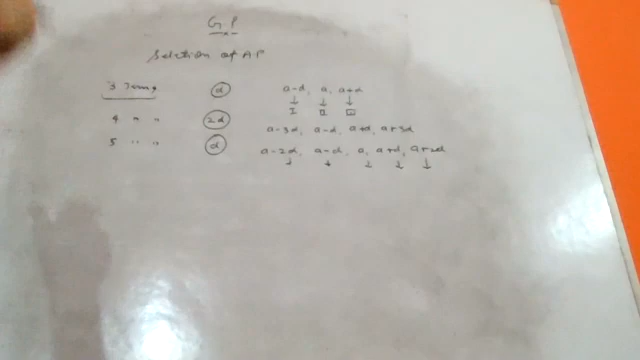 G.P
Selection of A.P
3 Terms d a-d, a, a+d
I II III
4 " " 2d a-3d, a-d, a+d, a+3d
5 " " d a-2d, a-d, a, a+d, a+2d